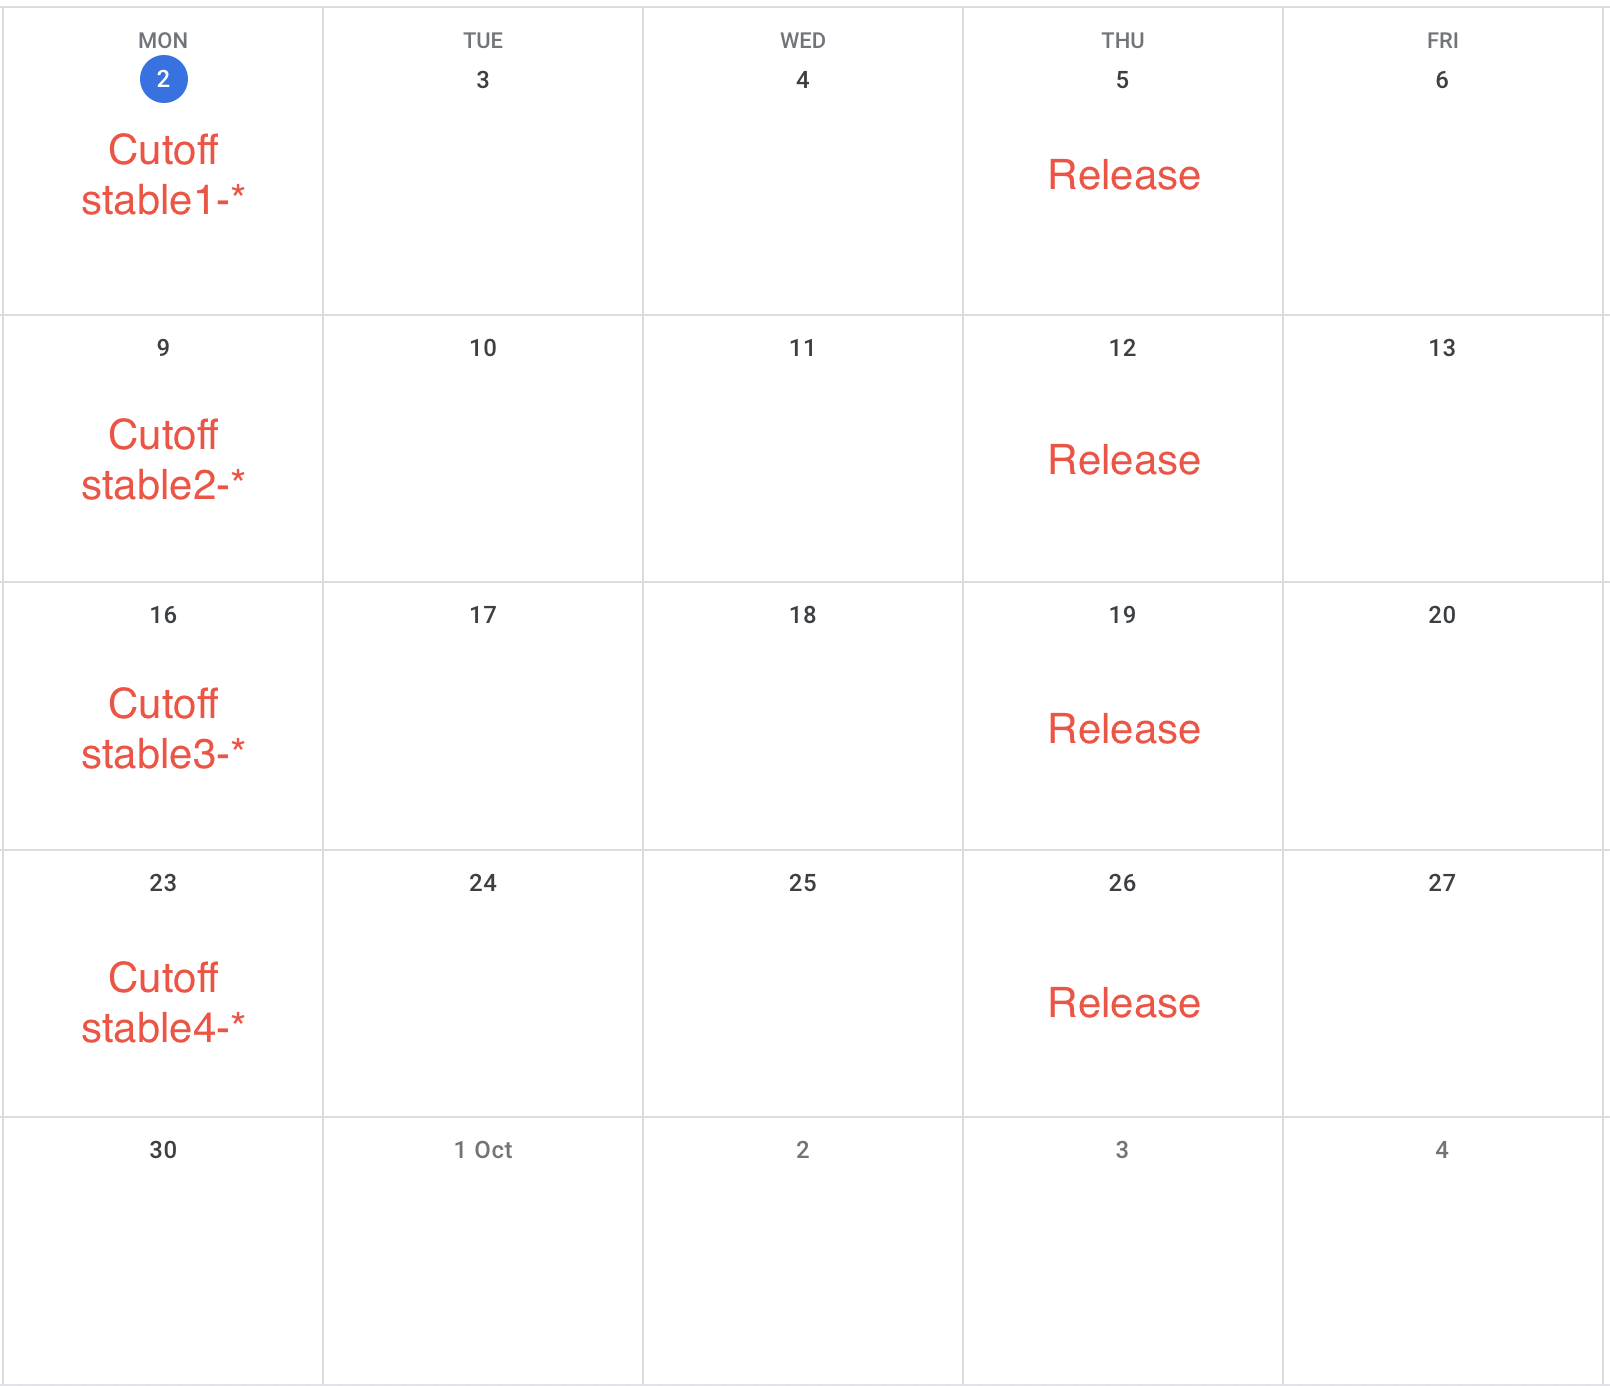 MON TUE WED THU FRI
2 3 4 5 6
Cutoff
stable1-*
Release
9 10 11 12 13
Cutoff
stable2-*
Release
16 17 18 19 20
Cutoff
stable3-*
Release
23 24 25 26 27
Cutoff
stable4-*
Release
30 1 Oct 2 3 4